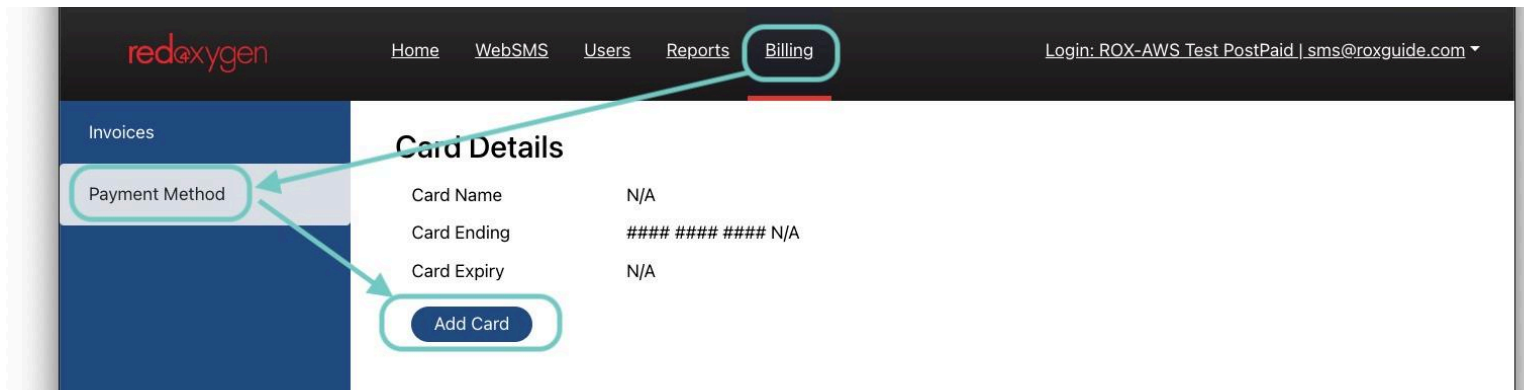 redoxygen
Home WebSMS Users Reports Billing Login: ROX-AWS Test PostPaid | sms@roxguide.com
Invoices
Payment Method
Card Details
Card Name N/A
Card Ending #### #### #### N/A
Card Expiry N/A
Add Card